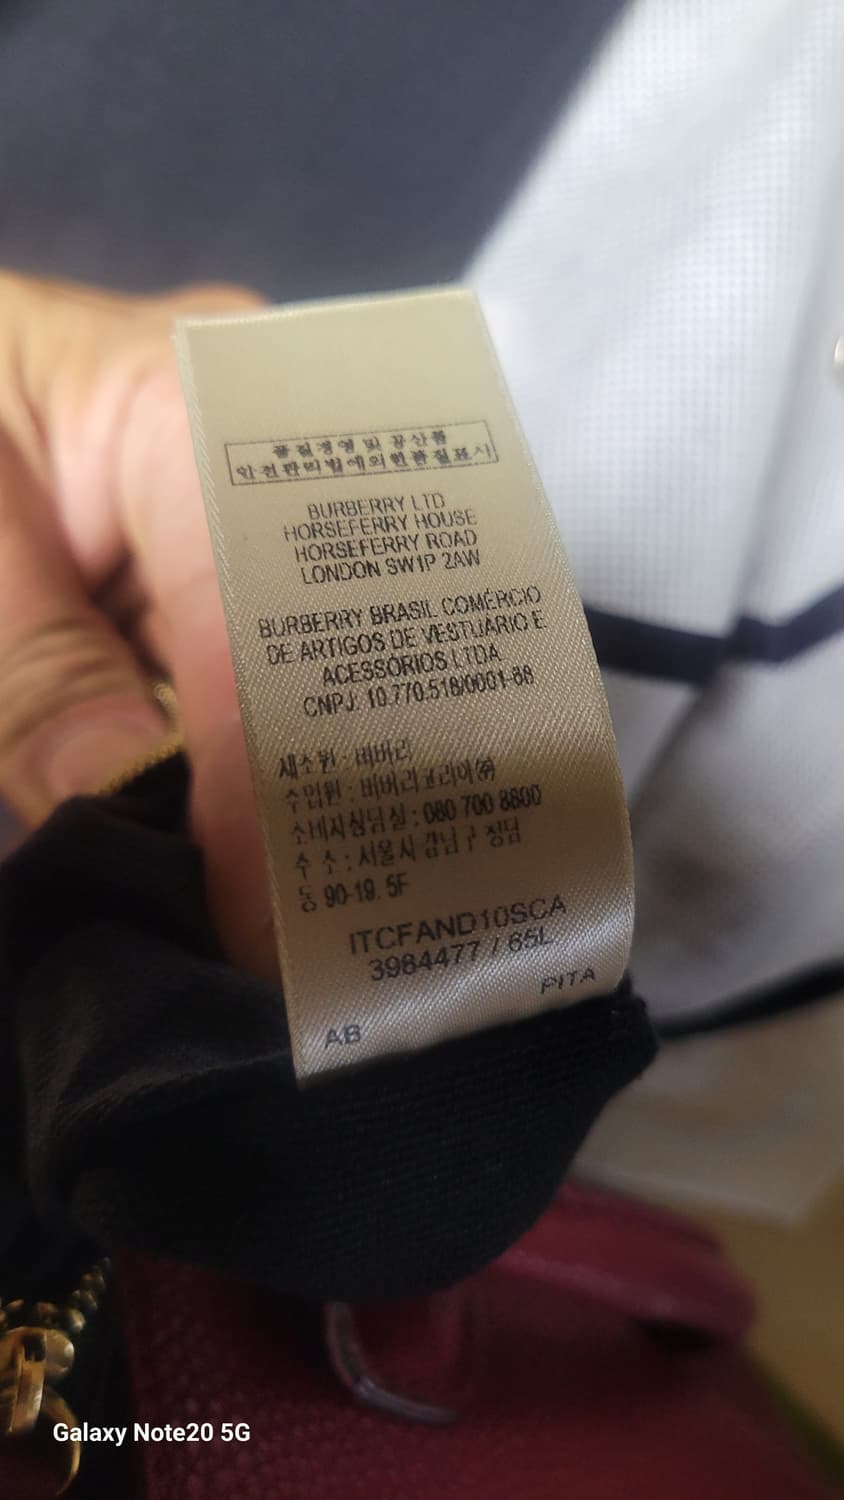 품질경영 및 공산품
안전관리법에의한품질표시
BURBERRY LTD
HORSEFERRY HOUSE
HORSEFERRY ROAD
LONDON SW1P 2AW
BURBERRY BRASIL COMÉRCIO
DE ARTIGOS DE VESTUÁRIO E
ACESSORIOS LTDA
CNPJ: 10.770.518/0001-88
제조원 : 버버리
수입원 : 버버리코리아㈜
소비자상담실 : 080 700 8800
주 소 : 서울시 강남구 청담
동 90-19. 5F
ITCFAND10SCA
3984477 / 65L
PITA
AB
Galaxy Note20 5G